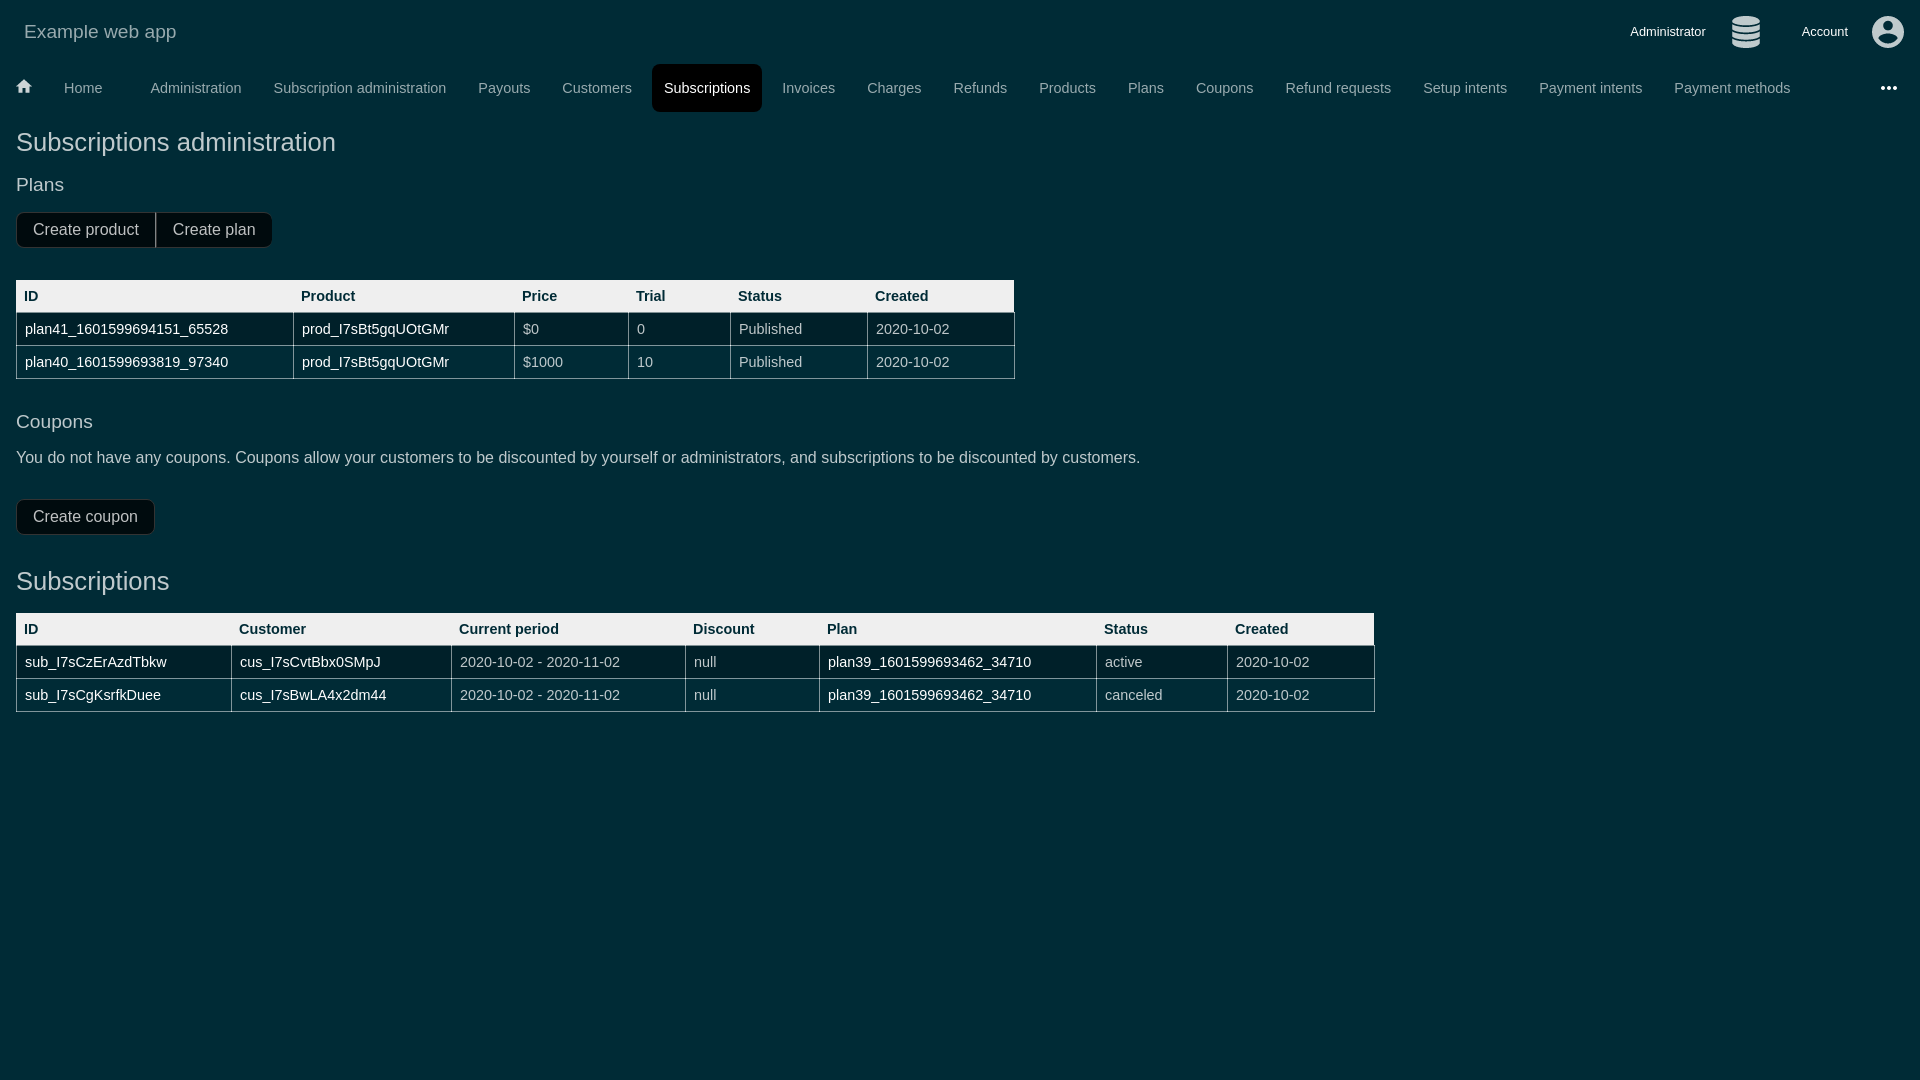 Example web app
Administrator
Account
Home Administration Subscription administration Payouts Customers Subscriptions Invoices Charges Refunds Products Plans Coupons Refund requests Setup intents Payment intents Payment methods
Subscriptions administration
Plans
Create product Create plan
ID Product Price Trial Status Created
plan41_1601599694151_65528 prod_I7sBt5gqUOtGMr $0 0 Published 2020-10-02
plan40_1601599693819_97340 prod_I7sBt5gqUOtGMr $1000 10 Published 2020-10-02
Coupons
You do not have any coupons. Coupons allow your customers to be discounted by yourself or administrators, and subscriptions to be discounted by customers.
Create coupon
Subscriptions
ID Customer Current period Discount Plan Status Created
sub_I7sCzErAzdTbkw cus_I7sCvtBbx0SMpJ 2020-10-02 - 2020-11-02 null plan39_1601599693462_34710 active 2020-10-02
sub_I7sCgKsrfkDuee cus_I7sBwLA4x2dm44 2020-10-02 - 2020-11-02 null plan39_1601599693462_34710 canceled 2020-10-02